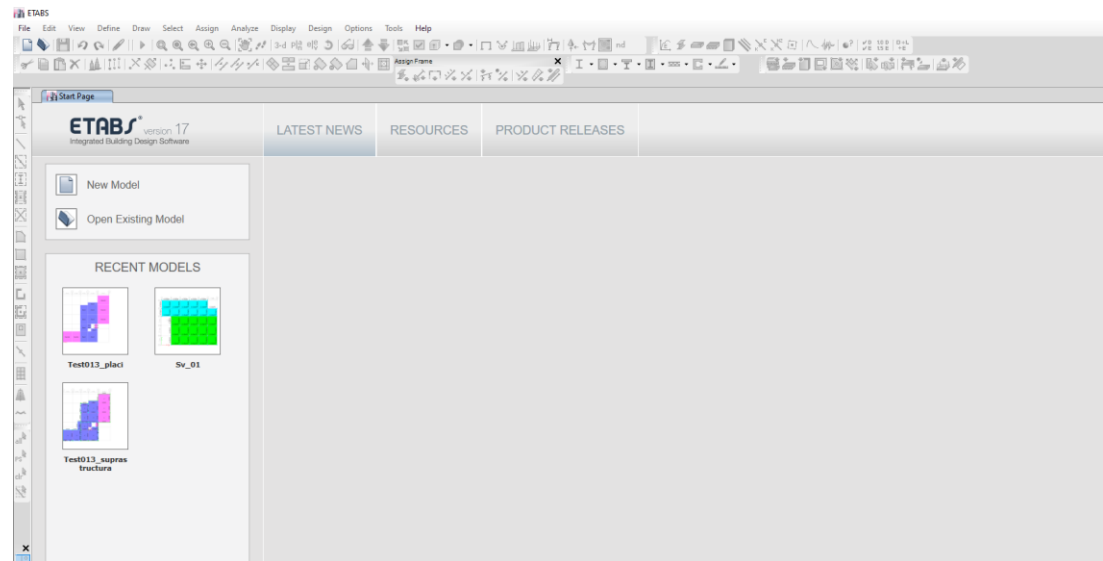 ETABS
File Edit View Define Draw Select Assign Analyze Display Design Options Tools Help
Assign Frame
Start Page
ETABS® version 17
Integrated Building Design Software
LATEST NEWS
RESOURCES
PRODUCT RELEASES
New Model
Open Existing Model
RECENT MODELS
Test013_placi
Sv_01
Test013_supras
tructura